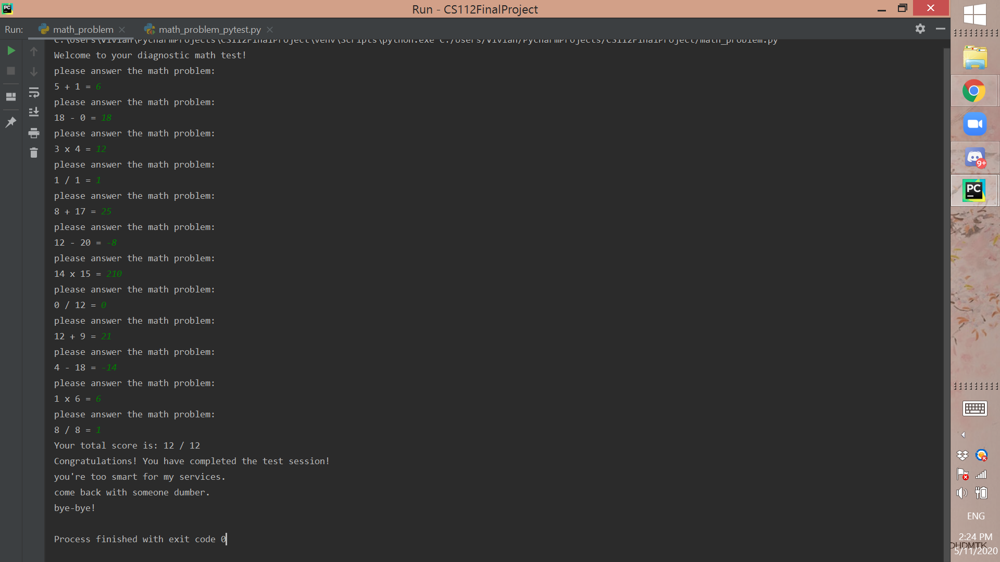 Run - CS112FinalProject
Run: math_problem math_problem_pytest.py
C:\Users\Vivian\PycharmProjects\CS112FinalProject\venv\Scripts\python.exe C:/Users/Vivian/PycharmProjects/CS112FinalProject/math_problem.py
Welcome to your diagnostic math test!
please answer the math problem:
5 + 1 = 6
please answer the math problem:
18 - 0 = 18
please answer the math problem:
3 x 4 = 12
please answer the math problem:
1 / 1 = 1
please answer the math problem:
8 + 17 = 25
please answer the math problem:
12 - 20 = -8
please answer the math problem:
14 x 15 = 210
please answer the math problem:
0 / 12 = 0
please answer the math problem:
12 + 9 = 21
please answer the math problem:
4 - 18 = -14
please answer the math problem:
1 x 6 = 6
please answer the math problem:
8 / 8 = 1
Your total score is: 12 / 12
Congratulations! You have completed the test session!
you're too smart for my services.
come back with someone dumber.
bye-bye!
Process finished with exit code 0
PC
9+
PC
ENG
2:24 PM
OHDMTK
5/11/2020